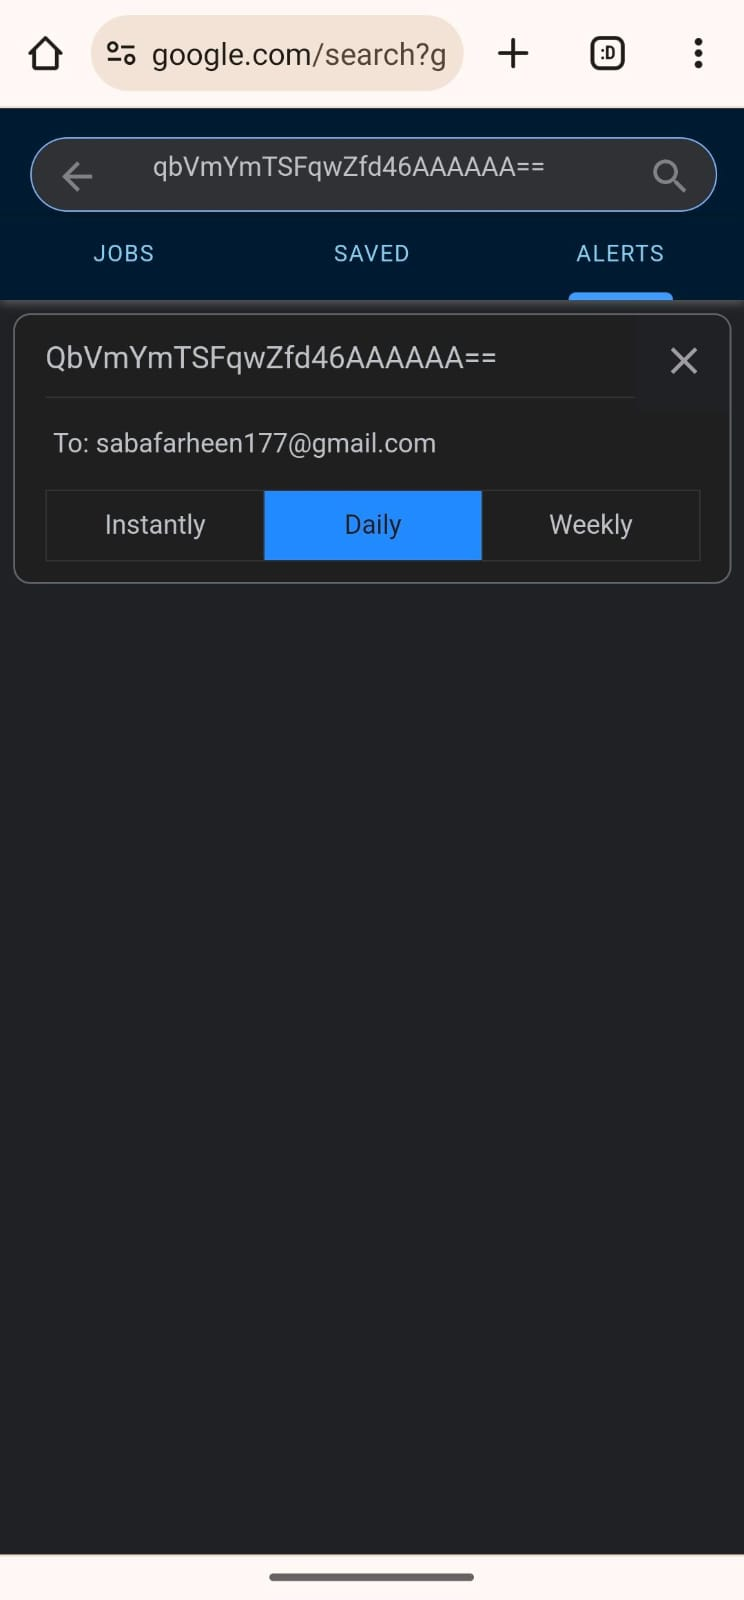 google.com/search?g
:D
qbVmYmTSFqwZfd46AAAAAA==
JOBS
SAVED
ALERTS
QbVmYmTSFqwZfd46AAAAAA==
To: sabafarheen177@gmail.com
Instantly
Daily
Weekly